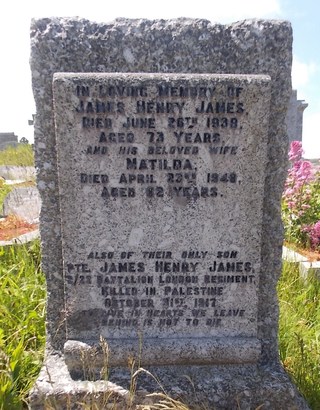 IN LOVING MEMORY OF
JAMES HENRY JAMES,
DIED JUNE 26TH 1938,
AGED 73 YEARS.
AND HIS BELOVED WIFE
MATILDA,
DIED APRIL 23RD 1949,
AGED 82 YEARS.
ALSO OF THEIR ONLY SON
PTE. JAMES HENRY JAMES,
2/22 BATTALION LONDON REGIMENT,
KILLED IN PALESTINE
OCTOBER 31ST, 1917.
LIVE IN HEARTS WE LEAVE
BEHIND IS NOT TO DIE.